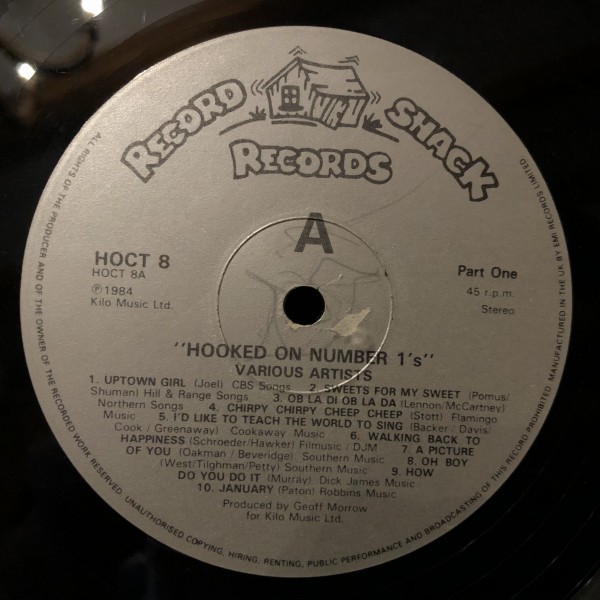 RECORD SHACK
RECORDS
A
HOCT 8
HOCT 8A
℗1984
Kilo Music Ltd.
Part One
45 r.p.m.
Stereo
"HOOKED ON NUMBER 1's"
VARIOUS ARTISTS
1. UPTOWN GIRL (Joel) CBS Songs 2. SWEETS FOR MY SWEET (Pomus/
Shuman) Hill & Range Songs 3. OB LA DI OB LA DA (Lennon/McCartney)
Northern Songs 4. CHIRPY CHIRPY CHEEP CHEEP (Stott) Flamingo
Music 5. I'D LIKE TO TEACH THE WORLD TO SING (Backer / Davis/
Cook / Greenaway) Cookaway Music 6. WALKING BACK TO
HAPPINESS (Schroeder/Hawker) Filmusic / DJM 7. A PICTURE
OF YOU (Oakman / Beveridge) Southern Music 8. OH BOY
(West/Tilghman/Petty) Southern Music 9. HOW
DO YOU DO IT (Murray) Dick James Music
10. JANUARY (Paton) Robbins Music
Produced by Geoff Morrow
for Kilo Music Ltd.
ALL RIGHTS OF THE PRODUCER AND OF THE OWNER OF THE RECORDED WORK RESERVED. UNAUTHORISED COPYING, HIRING, RENTING, PUBLIC PERFORMANCE AND BROADCASTING OF THIS RECORD PROHIBITED. MANUFACTURED IN THE UK BY EMI RECORDS LIMITED